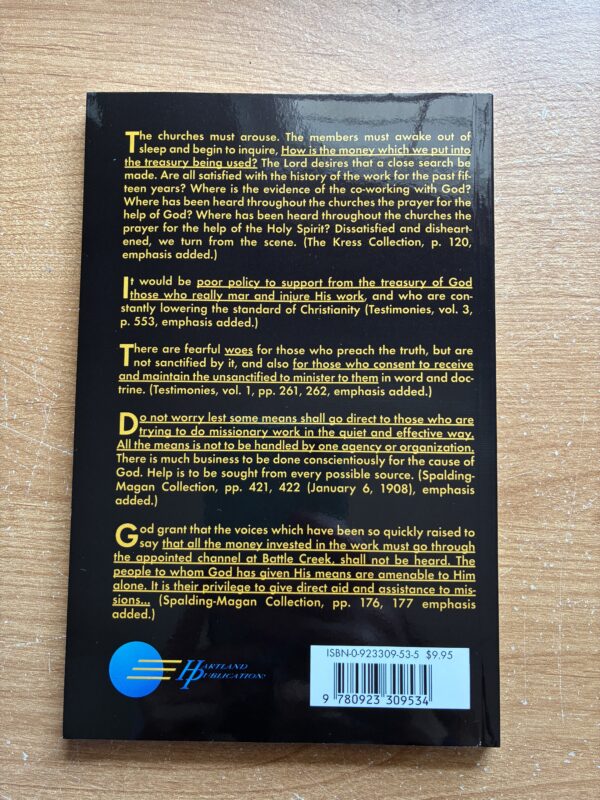 The churches must arouse. The members must awake out of
sleep and begin to inquire, How is the money which we put into
the treasury being used? The Lord desires that a close search be
made. Are all satisfied with the history of the work for the past fif-
teen years? Where is the evidence of the co-working with God?
Where has been heard throughout the churches the prayer for the
help of God? Where has been heard throughout the churches the
prayer for the help of the Holy Spirit? Dissatisfied and disheart-
ened, we turn from the scene. (The Kress Collection, p. 120,
emphasis added.)
It would be poor policy to support from the treasury of God
those who really mar and injure His work, and who are con-
stantly lowering the standard of Christianity (Testimonies, vol. 3,
p. 553, emphasis added.)
There are fearful woes for those who preach the truth, but are
not sanctified by it, and also for those who consent to receive
and maintain the unsanctified to minister to them in word and doc-
trine. (Testimonies, vol. 1, pp. 261, 262, emphasis added.)
Do not worry lest some means shall go direct to those who are
trying to do missionary work in the quiet and effective way.
All the means is not to be handled by one agency or organization.
There is much business to be done conscientiously for the cause of
God. Help is to be sought from every possible source. (Spalding-
Magan Collection, pp. 421, 422 (January 6, 1908), emphasis
added.)
God grant that the voices which have been so quickly raised to
say that all the money invested in the work must go through
the appointed channel at Battle Creek, shall not be heard. The
people to whom God has given His means are amenable to Him
alone. It is their privilege to give direct aid and assistance to mis-
sions... (Spalding-Magan Collection, pp. 176, 177 emphasis
added.)
ISBN-0-923309-53-5 $9.95
9 780923 309534
HARTLAND
PUBLICATIONS